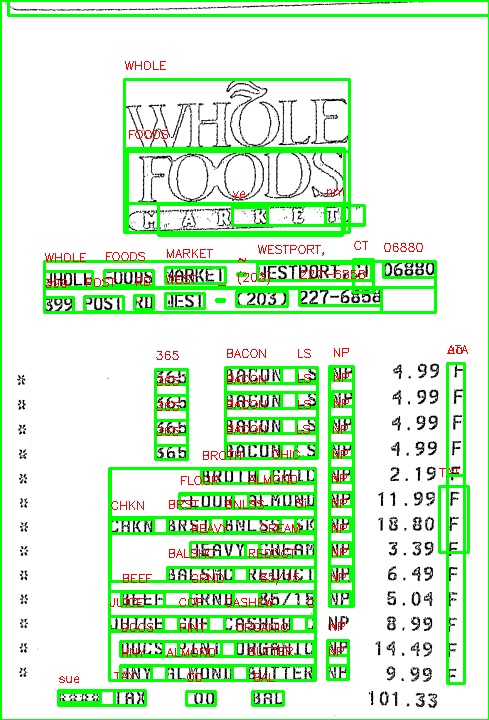 WHOLE
FOODS
MARKET
WHOLE FOODS MARKET - WESTPORT, CT 06880
399 POST RD WEST - (203) 227-6858
* 365 BACON LS NP 4.99 F
* 365 BACON LS NP 4.99 F
* 365 BACON LS NP 4.99 F
* 365 BACON LS NP 4.99 F
* BROTH CHIC NP 2.19 F
* FLOUR ALMOND NP 11.99 F
* CHKN BRST BNLSS SK NP 18.80 F
* HEAVY CREAM NP 3.39 F
* BALSMC REDUCT NP 6.49 F
* BEEF GRND 85/15 NP 5.04 F
* JUICE COF CASHEW C NP 8.99 F
* DOCS PINT ORGANIC NP 14.49 F
* HNY ALMOND BUTTER NP 9.99 F
**** TAX .00 BAL 101.33